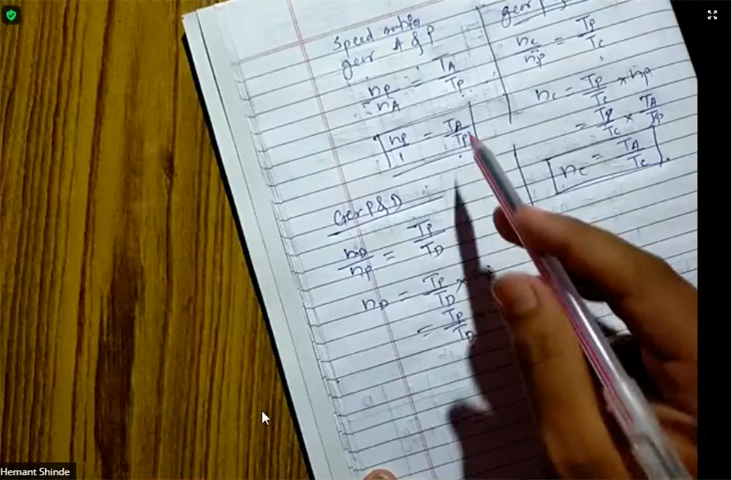 Speed ratio
gear A & P
nP/nA = TA/TP
nP/1 = TA/TP
Gear P & D
nD/nP = TP/TD
nD = TP/TD ×
= TP/TD
gear P
nC/nP = TP/TC
nC = TP/TC × nP
= TP/TC × TA/TP
nC = TA/TC
Hemant Shinde